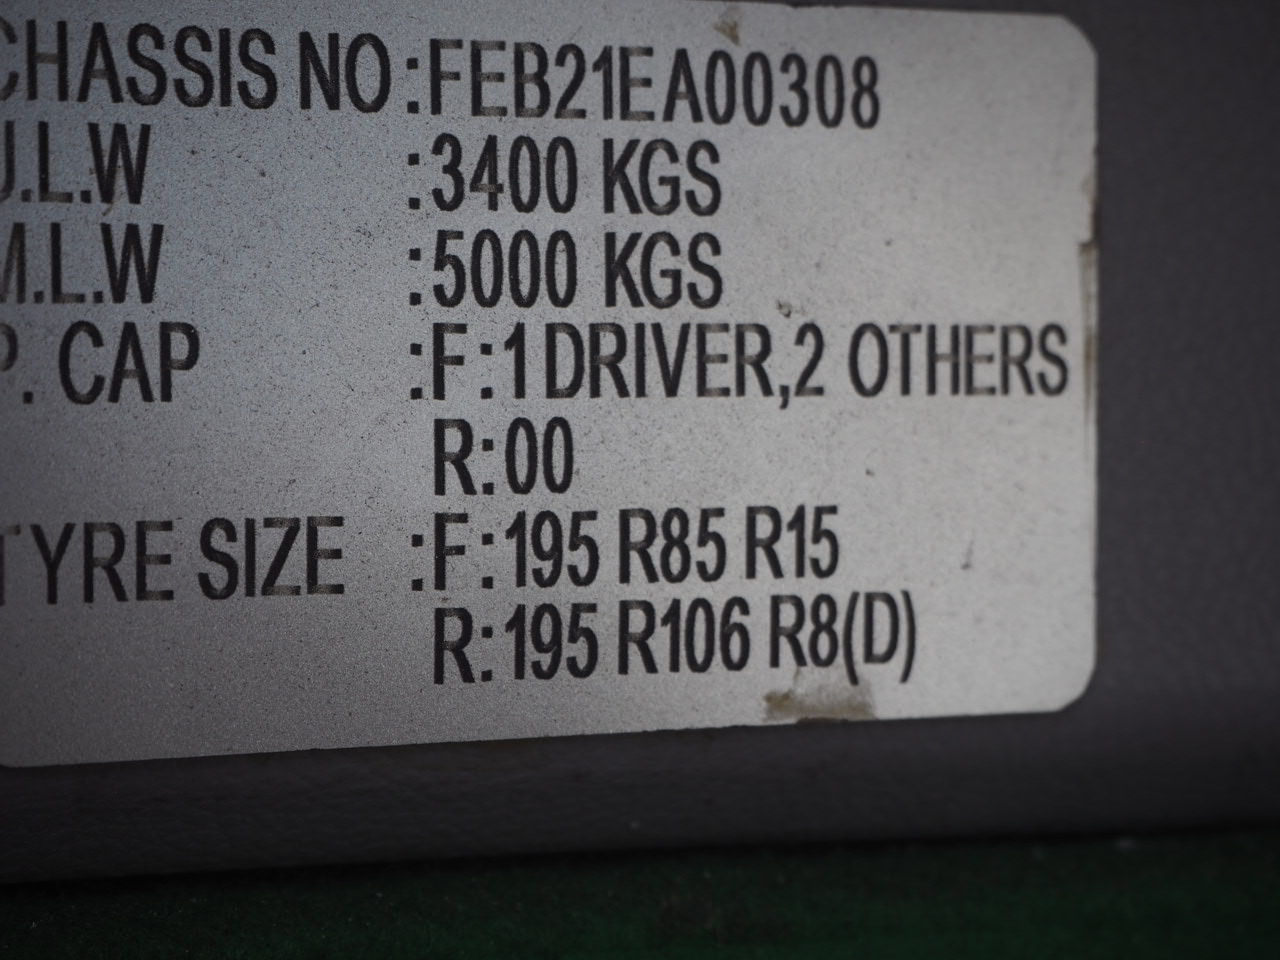 CHASSIS NO :FEB21EA00308
U.L.W :3400 KGS
M.L.W :5000 KGS
P. CAP :F:1 DRIVER,2 OTHERS
R:00
TYRE SIZE :F:195 R85 R15
R:195 R106 R8(D)